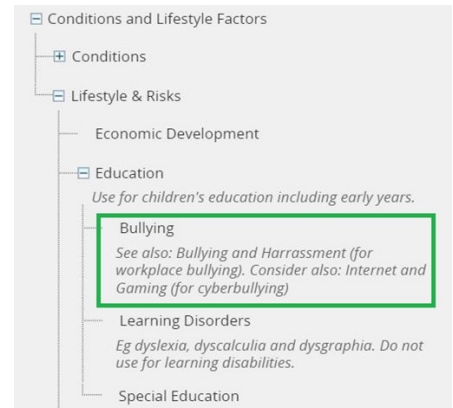 Conditions and Lifestyle Factors
Conditions
Lifestyle & Risks
Economic Development
Education
Use for children's education including early years.
Bullying
See also: Bullying and Harrassment (for
workplace bullying). Consider also: Internet and
Gaming (for cyberbullying)
Learning Disorders
Eg dyslexia, dyscalculia and dysgraphia. Do not
use for learning disabilities.
Special Education